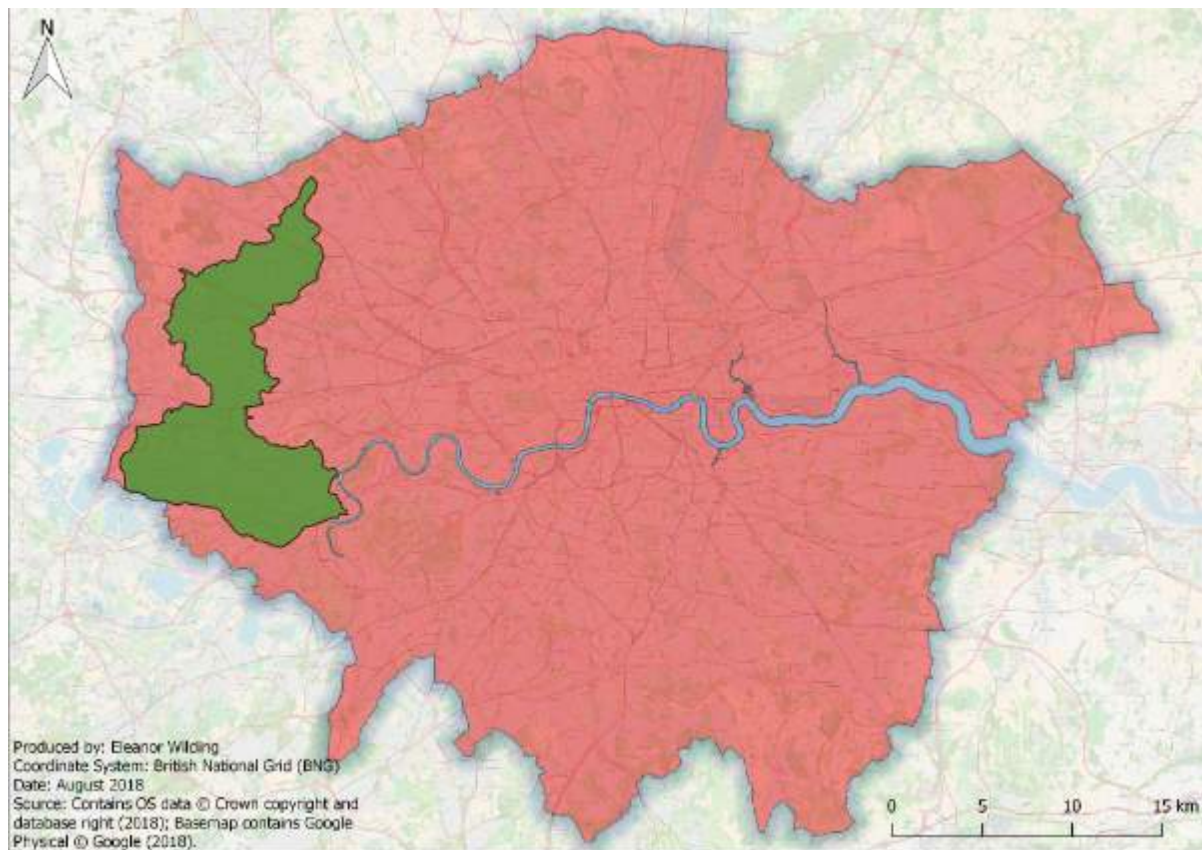 N
Produced by: Eleanor Wilding
Coordinate System: British National Grid (BNG)
Date: August 2018
Source: Contains OS data © Crown copyright and
database right (2018); Basemap contains Google
Physical © Google (2018).
0 5 10 15 km